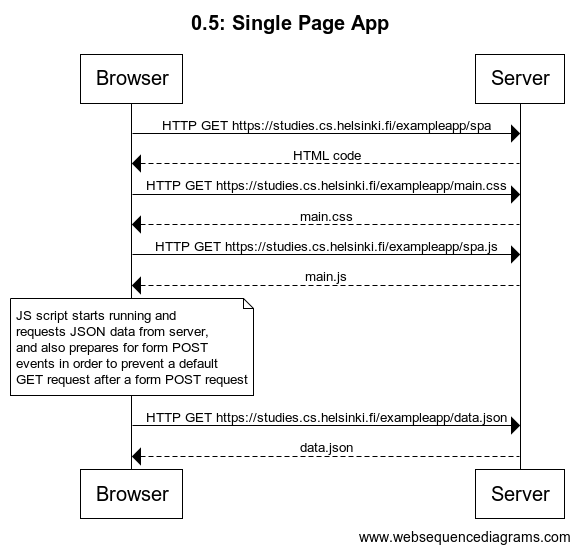 0.5: Single Page App
Browser
Server
HTTP GET https://studies.cs.helsinki.fi/exampleapp/spa
HTML code
HTTP GET https://studies.cs.helsinki.fi/exampleapp/main.css
main.css
HTTP GET https://studies.cs.helsinki.fi/exampleapp/spa.js
main.js
JS script starts running and
requests JSON data from server,
and also prepares for form POST
events in order to prevent a default
GET request after a form POST request
HTTP GET https://studies.cs.helsinki.fi/exampleapp/data.json
data.json
Browser
Server
www.websequencediagrams.com